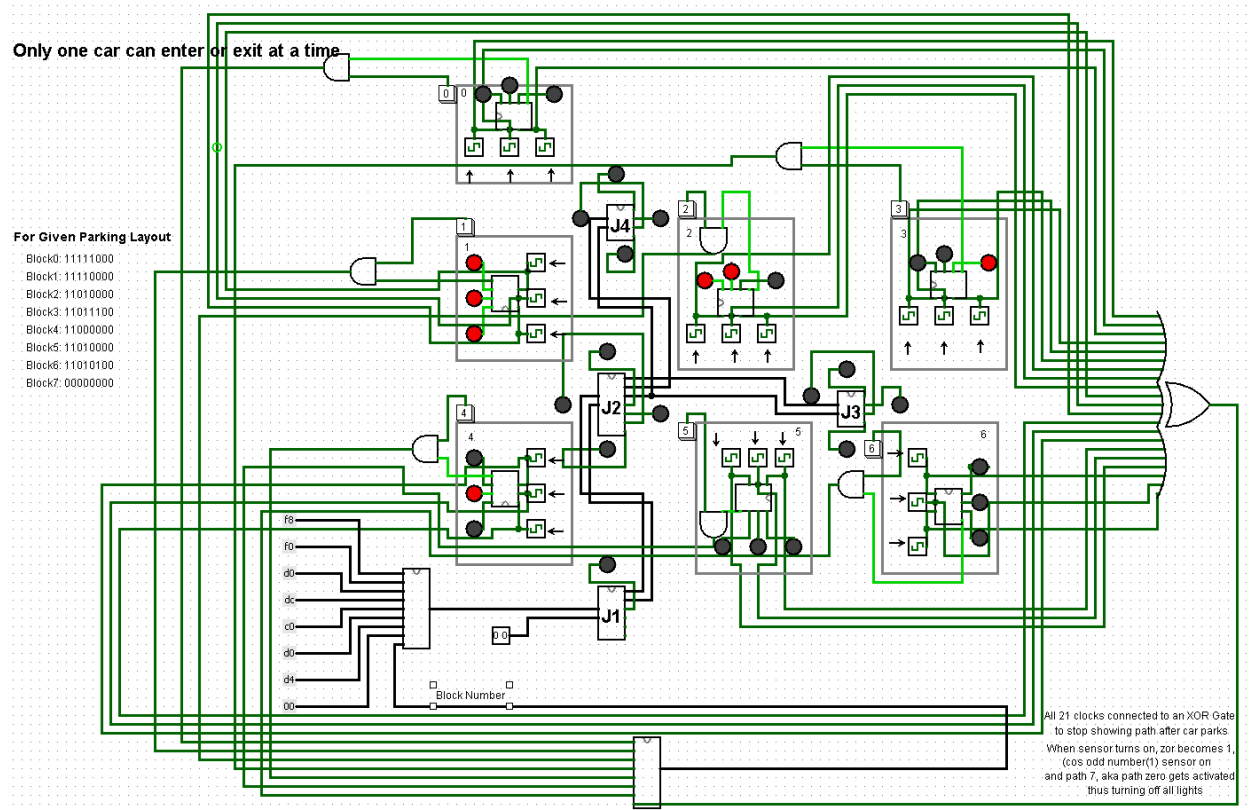 Only one car can enter or exit at a time
0
0
3
2
3
2
J4
1
1
For Given Parking Layout
Block0: 11111000
Block1: 11110000
Block2: 11010000
Block3: 11011100
Block4: 11000000
Block5: 11010000
Block6: 11010100
Block7: 00000000
J2
J3
4
4
5
5
6
6
f8
f0
d0
dc
c0
d0
d4
00
J1
0 0
Block Number
All 21 clocks connected to an XOR Gate
to stop showing path after car parks
When sensor turns on, zor becomes 1,
(cos odd number(1) sensor on
and path 7, aka path zero gets activated
thus turning off all lights